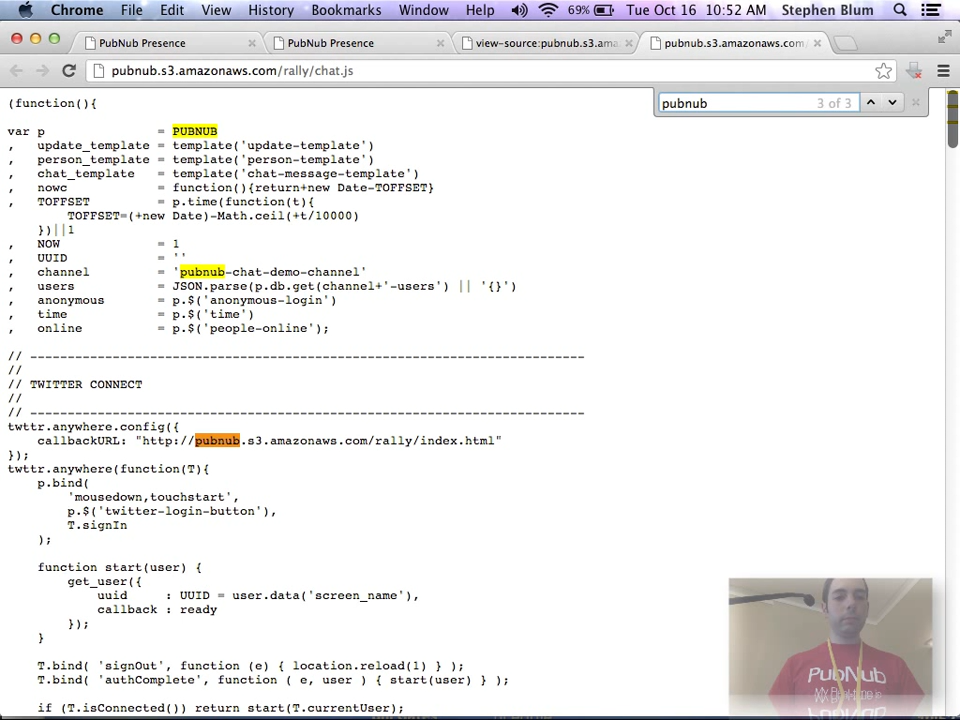 Chrome File Edit View History Bookmarks Window Help 69% Tue Oct 16 10:52 AM Stephen Blum
PubNub Presence PubNub Presence view-source:pubnub.s3.ama pubnub.s3.amazonaws.com/
pubnub.s3.amazonaws.com/rally/chat.js
pubnub 3 of 3
(function(){
var p = PUBNUB
, update_template = template('update-template')
, person_template = template('person-template')
, chat_template = template('chat-message-template')
, nowc = function(){return+new Date-TOFFSET}
, TOFFSET = p.time(function(t){
TOFFSET=(+new Date)-Math.ceil(+t/10000)
})||1
, NOW = 1
, UUID = ''
, channel = 'pubnub-chat-demo-channel'
, users = JSON.parse(p.db.get(channel+'-users') || '{}')
, anonymous = p.$('anonymous-login')
, time = p.$('time')
, online = p.$('people-online');
// --------------------------------------------------------------------------
//
// TWITTER CONNECT
//
// --------------------------------------------------------------------------
twttr.anywhere.config({
callbackURL: "http://pubnub.s3.amazonaws.com/rally/index.html"
});
twttr.anywhere(function(T){
p.bind(
'mousedown,touchstart',
p.$('twitter-login-button'),
T.signIn
);
function start(user) {
get_user({
uuid : UUID = user.data('screen_name'),
callback : ready
});
}
T.bind( 'signOut', function (e) { location.reload(1) } );
T.bind( 'authComplete', function ( e, user ) { start(user) } );
if (T.isConnected()) return start(T.currentUser);
PubNub